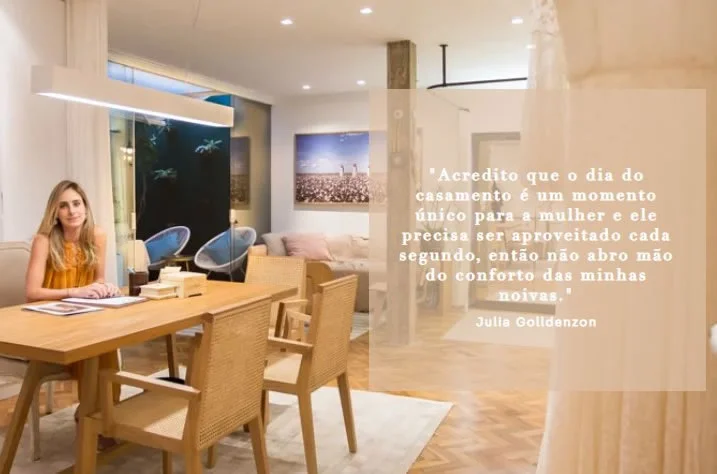 "Acredito que o dia do
casamento é um momento
único para a mulher e ele
precisa ser aproveitado cada
segundo, então não abro mão
do conforto das minhas
noivas."
Julia Golldenzon